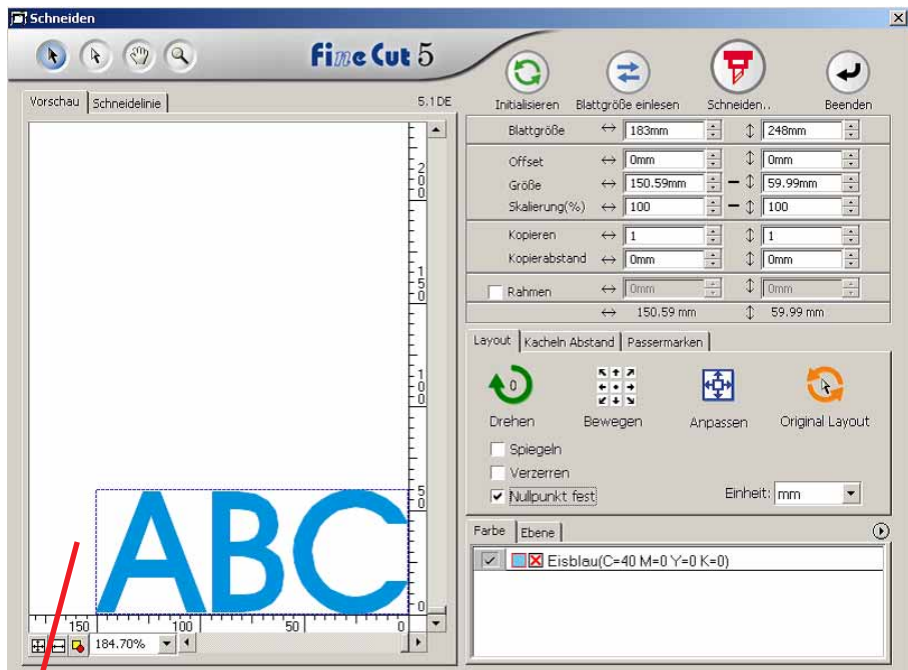 Schneiden
FineCut 5
Initialisieren Blattgröße einlesen Schneiden.. Beenden
Vorschau Schneidelinie 5.1DE
Blattgröße 183mm 248mm
Offset 0mm 0mm
Größe 150.59mm 59.99mm
Skalierung(%) 100 100
Kopieren 1 1
Kopierabstand 0mm 0mm
Rahmen 0mm 0mm
150.59 mm 59.99 mm
Layout Kacheln Abstand Passermarken
0
Drehen Bewegen Anpassen Original Layout
Spiegeln
Verzerren
Nullpunkt fest Einheit: mm
Farbe Ebene
Eisblau(C=40 M=0 Y=0 K=0)
200
150
100
50
0
ABC
150 100 50 0
184.70%